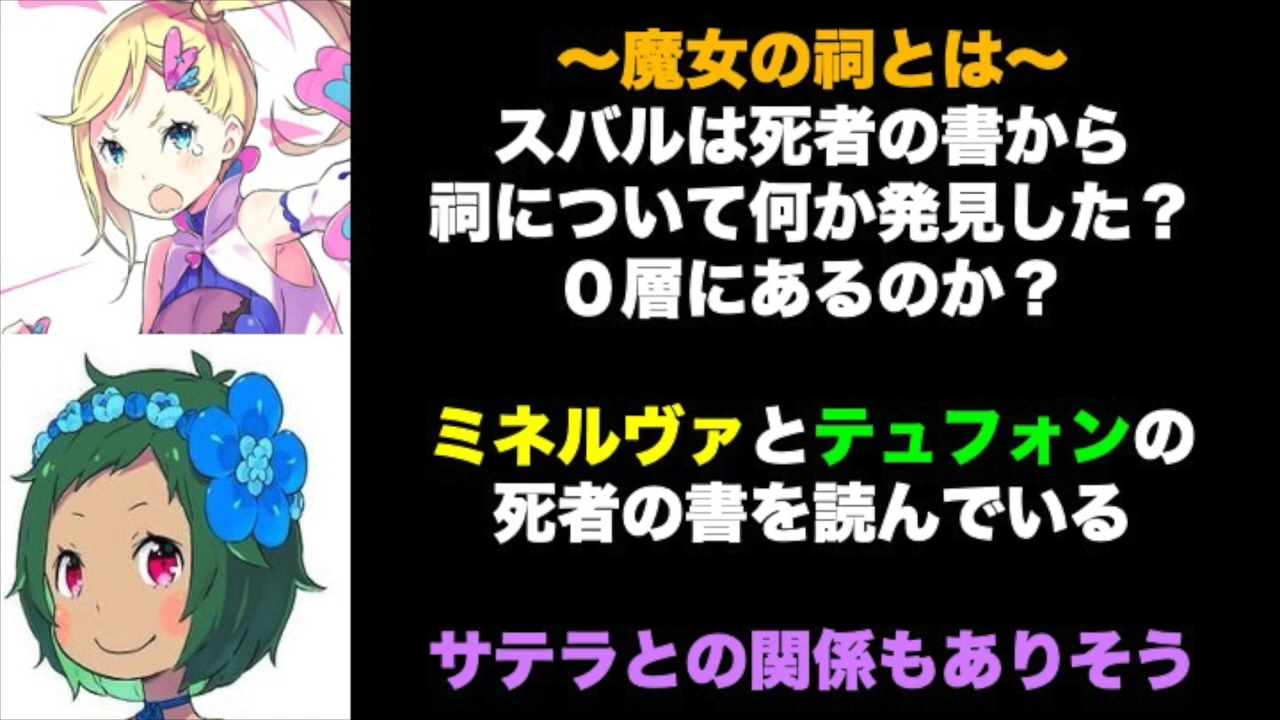 〜魔女の祠とは〜
スバルは死者の書から
祠について何か発見した？
０層にあるのか？
ミネルヴァとテュフォンの
死者の書を読んでいる
サテラとの関係もありそう